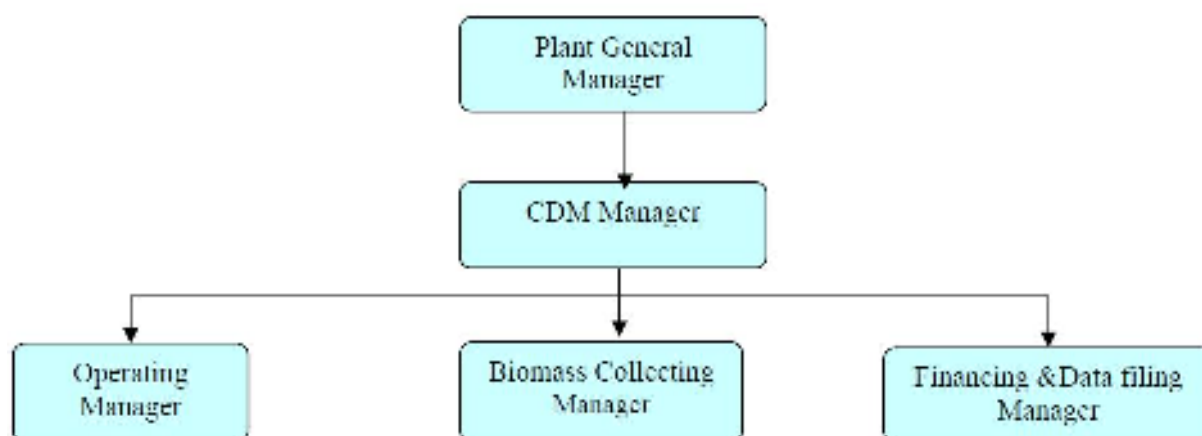 Plant General
Manager
CDM Manager
Operating
Manager
Biomass Collecting
Manager
Financing &Data filing
Manager